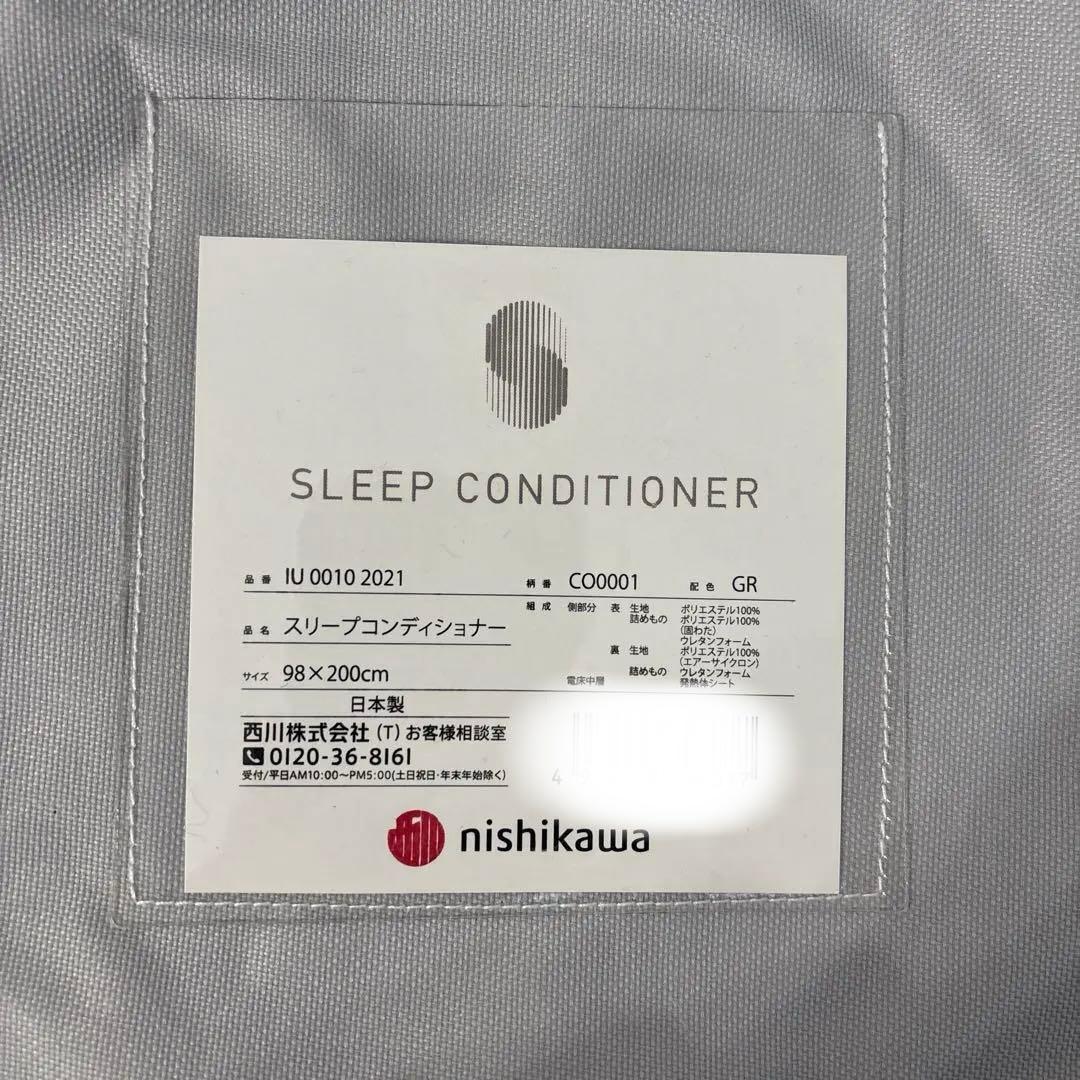 SLEEP CONDITIONER
品番 IU 0010 2021
柄番 CO0001 配色 GR
品名 スリープコンディショナー
サイズ 98×200cm
組成 側部分 表 生地 ポリエステル100%
詰めもの ポリエステル100%
(固わた)
ウレタンフォーム
裏 生地 ポリエステル100%
(エアーサイクロン)
詰めもの ウレタンフォーム
電床中層 発熱体シート
日本製
西川株式会社 (T) お客様相談室
0120-36-8161
受付/平日AM10:00〜PM5:00(土日祝日・年末年始除く)
nishikawa